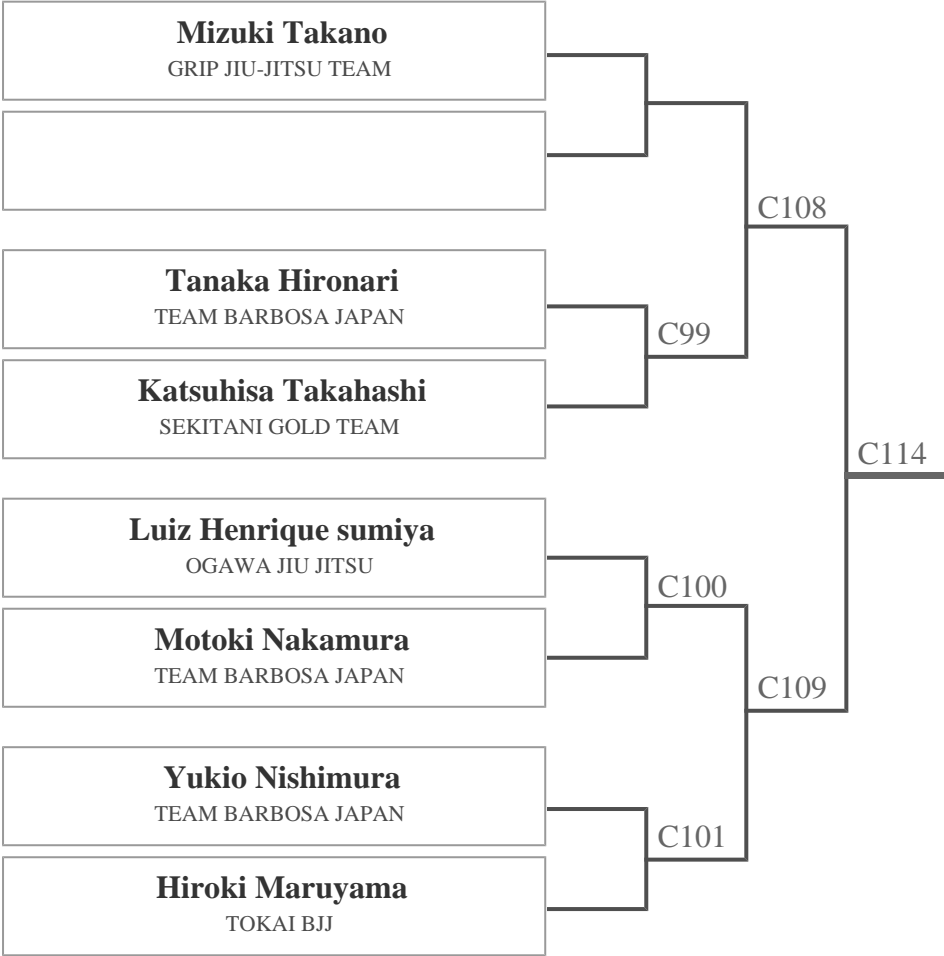 Mizuki Takano
GRIP JIU-JITSU TEAM
C108
Tanaka Hironari
TEAM BARBOSA JAPAN
C99
Katsuhisa Takahashi
SEKITANI GOLD TEAM
C114
Luiz Henrique sumiya
OGAWA JIU JITSU
C100
Motoki Nakamura
TEAM BARBOSA JAPAN
C109
Yukio Nishimura
TEAM BARBOSA JAPAN
C101
Hiroki Maruyama
TOKAI BJJ